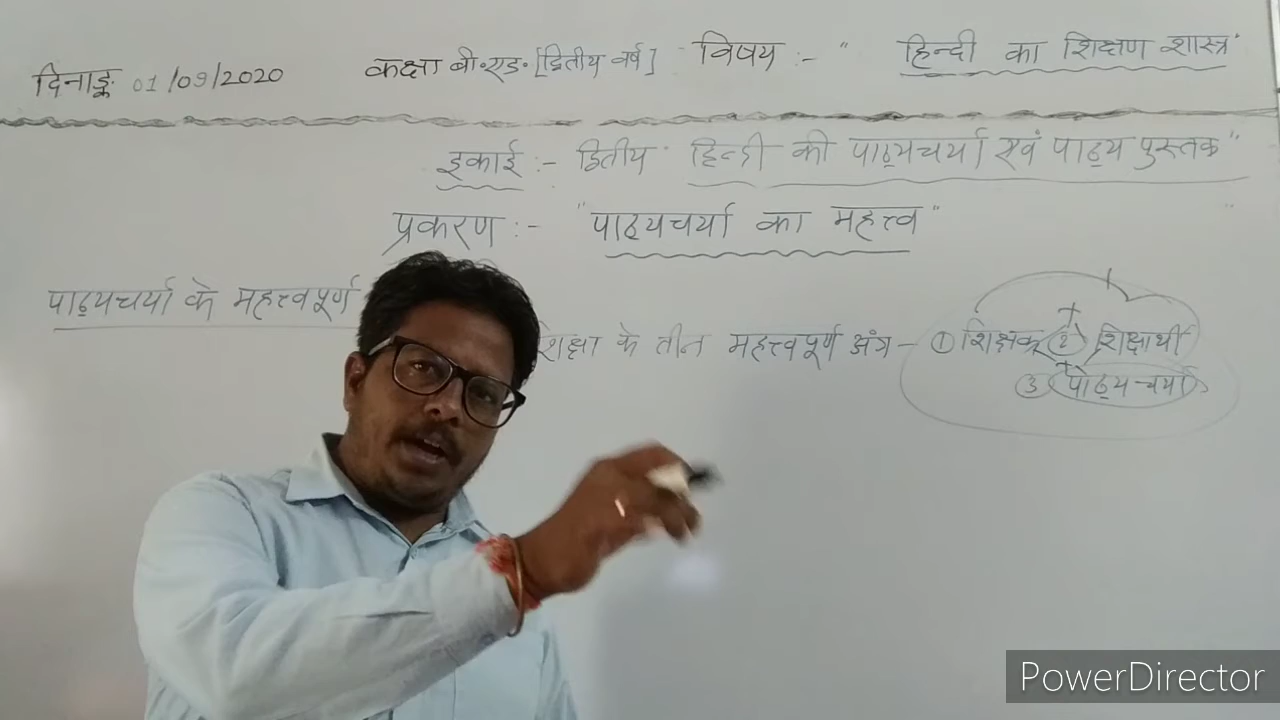 दिनाङ्क 01/09/2020 कक्षा बी॰एड॰ [द्वितीय वर्ष] विषय :- " हिन्दी का शिक्षण शास्त्र"
इकाई :- द्वितीय " हिन्दी की पाठ्यचर्या एवं पाठ्य पुस्तक"
प्रकरण :- "पाठ्यचर्या का महत्त्व"
पाठ्यचर्या के महत्त्वपूर्ण
शिक्षा के तीन महत्त्वपूर्ण अंग - ① शिक्षक ② शिक्षार्थी
③ पाठ्य-चर्या
PowerDirector